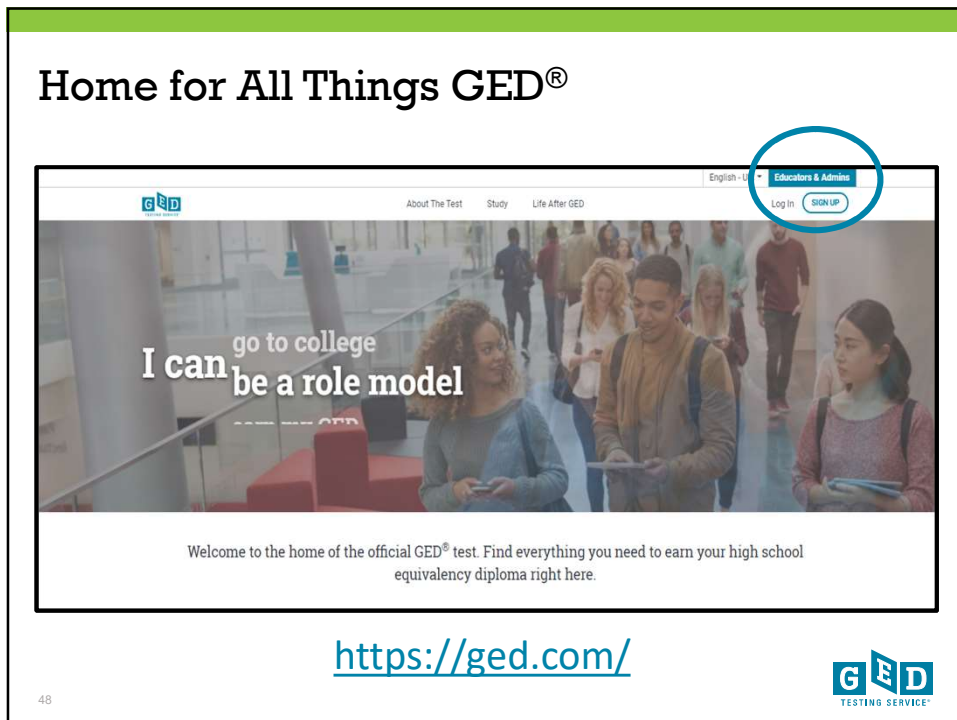 Home for All Things GED®
English - U
Educators & Admins
GED
TESTING SERVICE
About The Test Study Life After GED
Log In SIGN UP
go to college
I can
be a role model
Welcome to the home of the official GED® test. Find everything you need to earn your high school
equivalency diploma right here.
https://ged.com/
48
GED
TESTING SERVICE®